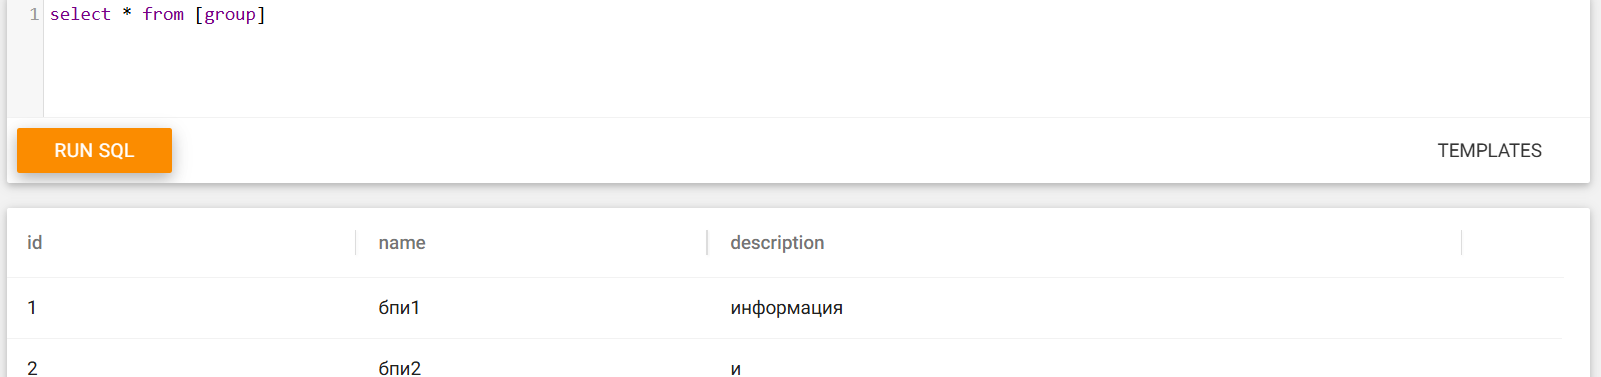 1 select * from [group]
RUN SQL TEMPLATES
id name description
1 бпи1 информация
2 бпи2 и